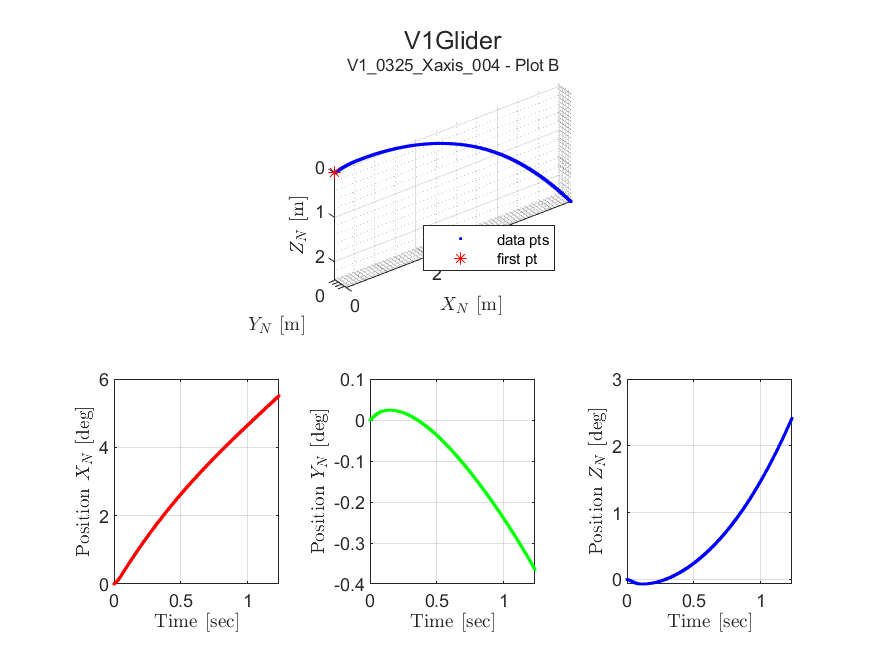 V1Glider
V1_0325_Xaxis_004 - Plot B
0
1
2
Z_N [m]
data pts
first pt
2
0
0
X_N [m]
Y_N [m]
6
4
2
0
Position X_N [deg]
0 0.5 1
Time [sec]
0.1
0
-0.1
-0.2
-0.3
-0.4
Position Y_N [deg]
0 0.5 1
Time [sec]
3
2
1
0
Position Z_N [deg]
0 0.5 1
Time [sec]